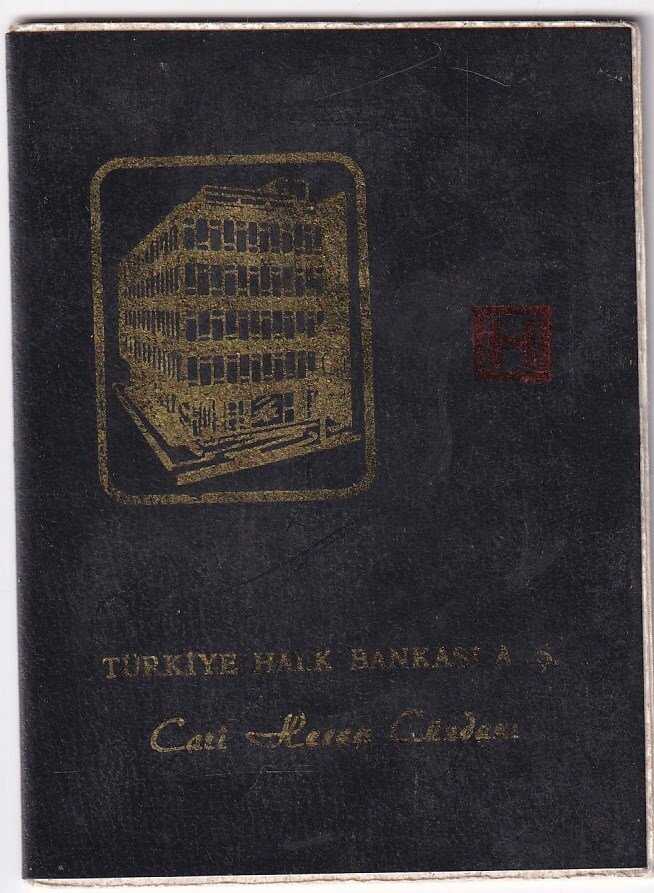 H
TÜRKİYE HALK BANKASI A. Ş.
Cari Hesap Cüzdanı